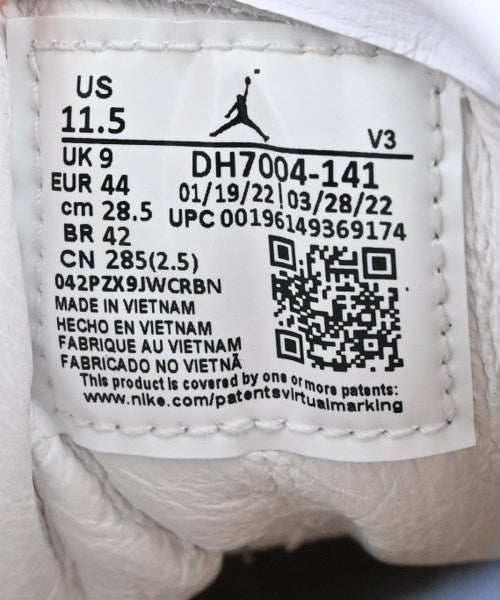 US
11.5
V3
UK 9
DH7004-141
EUR 44
01/19/22 03/28/22
cm 28.5
UPC 00196149369174
BR 42
CN 285(2.5)
042PZX9JWCRBN
MADE IN VIETNAM
HECHO EN VIETNAM
FABRIQUE AU VIETNAM
FABRICADO NO VIETNÃ
This product is covered by one or more patents:
www.nike.com/patentsvirtualmarking